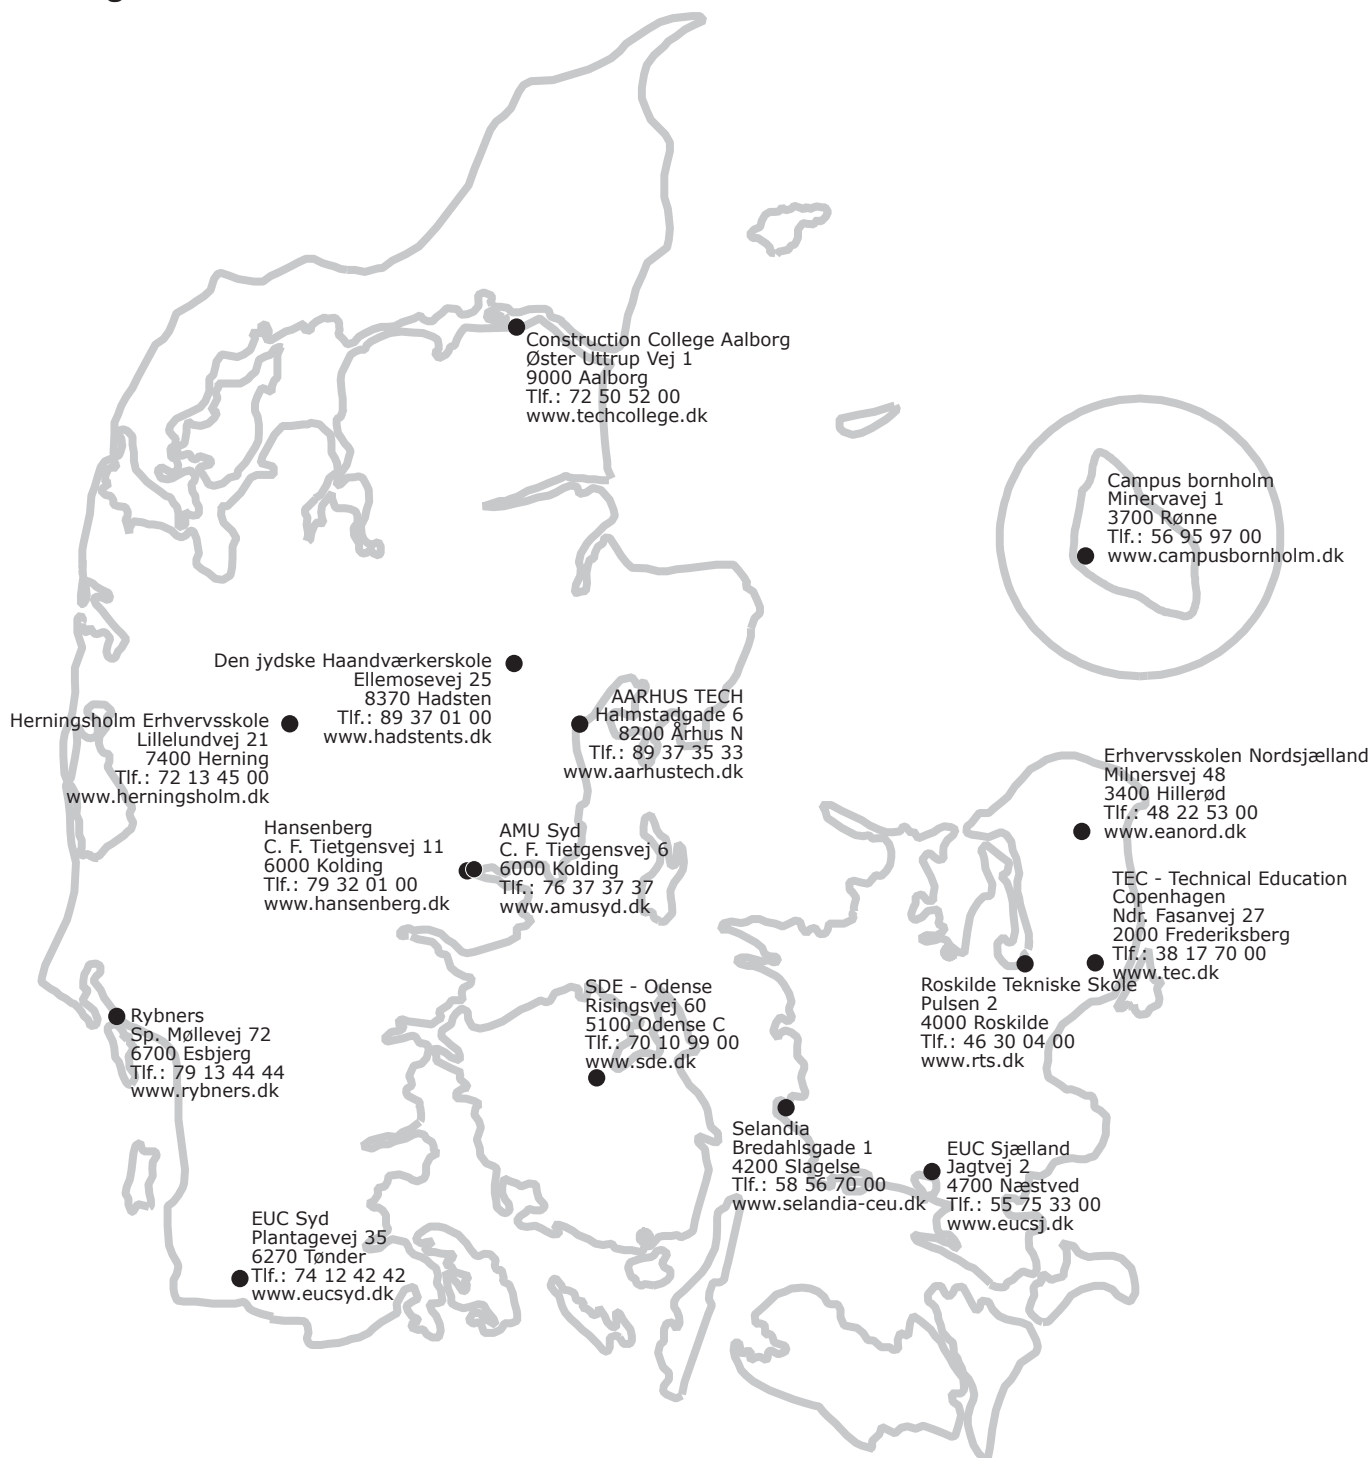 Construction College Aalborg
Øster Uttrup Vej 1
9000 Aalborg
Tlf.: 72 50 52 00
www.techcollege.dk
Campus bornholm
Minervavej 1
3700 Rønne
Tlf.: 56 95 97 00
www.campusbornholm.dk
Den jydske Haandværkerskole
Ellemosevej 25
8370 Hadsten
Tlf.: 89 37 01 00
www.hadstents.dk
AARHUS TECH
Halmstadgade 6
8200 Århus N
Tlf.: 89 37 35 33
www.aarhustech.dk
Herningsholm Erhvervsskole
Lillelundvej 21
7400 Herning
Tlf.: 72 13 45 00
www.herningsholm.dk
Erhvervsskolen Nordsjælland
Milnersvej 48
3400 Hillerød
Tlf.: 48 22 53 00
www.eanord.dk
Hansenberg
C. F. Tietgensvej 11
6000 Kolding
Tlf.: 79 32 01 00
www.hansenberg.dk
AMU Syd
C. F. Tietgensvej 6
6000 Kolding
Tlf.: 76 37 37 37
www.amusyd.dk
TEC - Technical Education
Copenhagen
Ndr. Fasanvej 27
2000 Frederiksberg
Tlf.: 38 17 70 00
www.tec.dk
Roskilde Tekniske Skole
Pulsen 2
4000 Roskilde
Tlf.: 46 30 04 00
www.rts.dk
SDE - Odense
Risingsvej 60
5100 Odense C
Tlf.: 70 10 99 00
www.sde.dk
Rybners
Sp. Møllevej 72
6700 Esbjerg
Tlf.: 79 13 44 44
www.rybners.dk
Selandia
Bredahlsgade 1
4200 Slagelse
Tlf.: 58 56 70 00
www.selandia-ceu.dk
EUC Sjælland
Jagtvej 2
4700 Næstved
Tlf.: 55 75 33 00
www.eucsj.dk
EUC Syd
Plantagevej 35
6270 Tønder
Tlf.: 74 12 42 42
www.eucsyd.dk